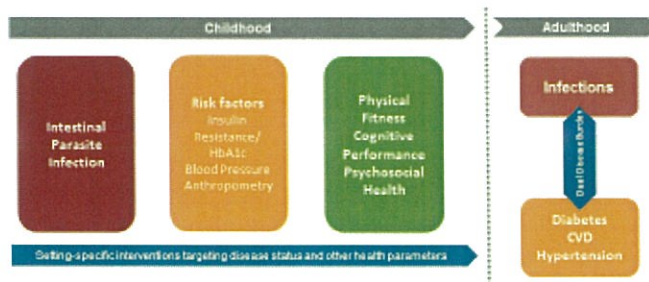 Childhood
Adulthood
Intestinal
Parasite
Infection
Risk factors
Insulin
Resistance/
HbA1c
Blood Pressure
Anthropometry
Physical
Fitness
Cognitive
Performance
Psychosocial
Health
Infections
Dual Disease Burden
Diabetes
CVD
Hypertension
Setting-specific interventions targeting disease status and other health parameters